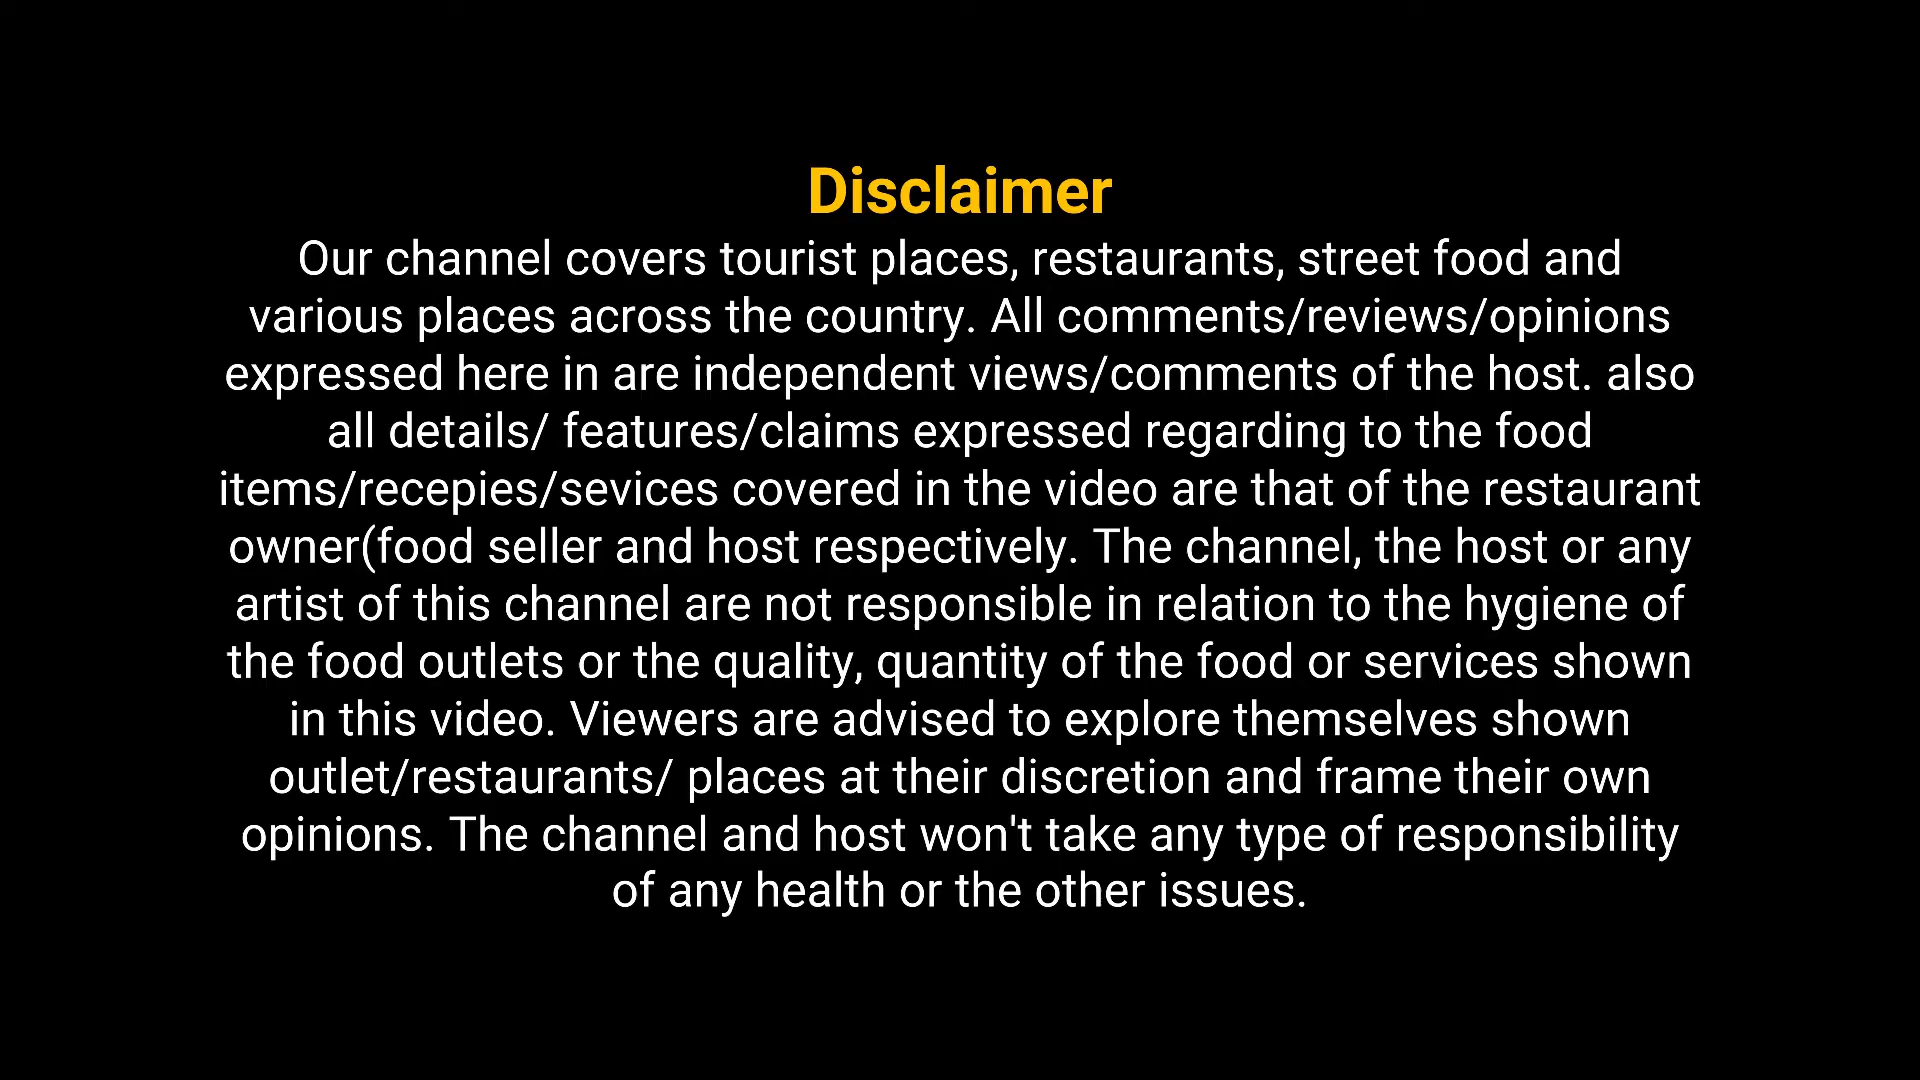 Disclaimer
Our channel covers tourist places, restaurants, street food and
various places across the country. All comments/reviews/opinions
expressed here in are independent views/comments of the host. also
all details/ features/claims expressed regarding to the food
items/recepies/sevices covered in the video are that of the restaurant
owner(food seller and host respectively. The channel, the host or any
artist of this channel are not responsible in relation to the hygiene of
the food outlets or the quality, quantity of the food or services shown
in this video. Viewers are advised to explore themselves shown
outlet/restaurants/ places at their discretion and frame their own
opinions. The channel and host won't take any type of responsibility
of any health or the other issues.